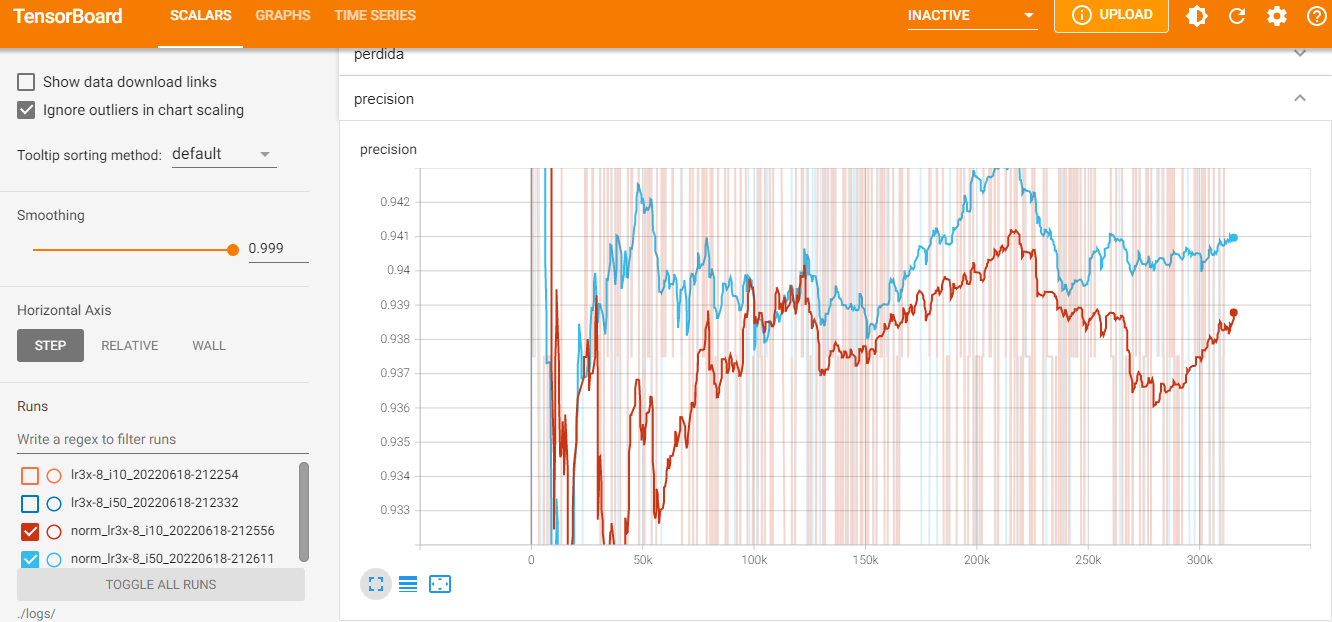 TensorBoard SCALARS GRAPHS TIME SERIES INACTIVE UPLOAD
Show data download links
Ignore outliers in chart scaling
Tooltip sorting method: default
Smoothing
0.999
Horizontal Axis
STEP RELATIVE WALL
Runs
Write a regex to filter runs
lr3x-8_i10_20220618-212254
lr3x-8_i50_20220618-212332
norm_lr3x-8_i10_20220618-212556
norm_lr3x-8_i50_20220618-212611
TOGGLE ALL RUNS
./logs/
perdida
precision
precision
0.942
0.941
0.94
0.939
0.938
0.937
0.936
0.935
0.934
0.933
0 50k 100k 150k 200k 250k 300k